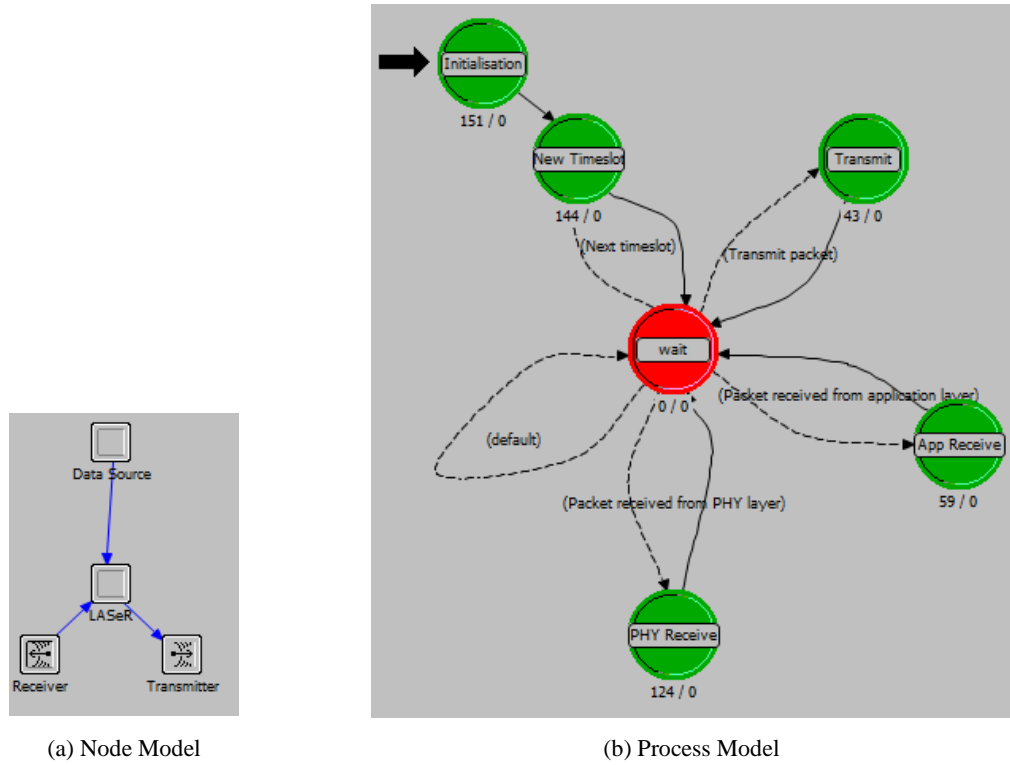 Initialisation
151 / 0
New Timeslot
144 / 0
Transmit
43 / 0
(Next timeslot)
(Transmit packet)
wait
0 / 0
(Packet received from application layer)
App Receive
59 / 0
(default)
(Packet received from PHY layer)
PHY Receive
124 / 0
Data Source
LASeR
Receiver
Transmitter
(a) Node Model
(b) Process Model